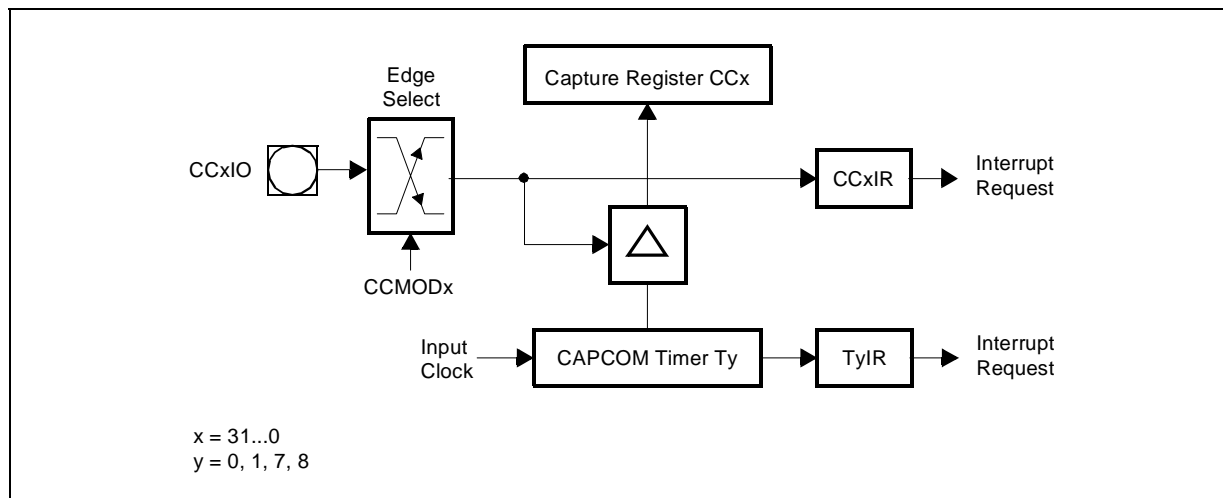 Edge
Select
Capture Register CCx
CCxIO
CCxIR
Interrupt
Request
CCMODx
Input
Clock
CAPCOM Timer Ty
TyIR
Interrupt
Request
x = 31...0
y = 0, 1, 7, 8